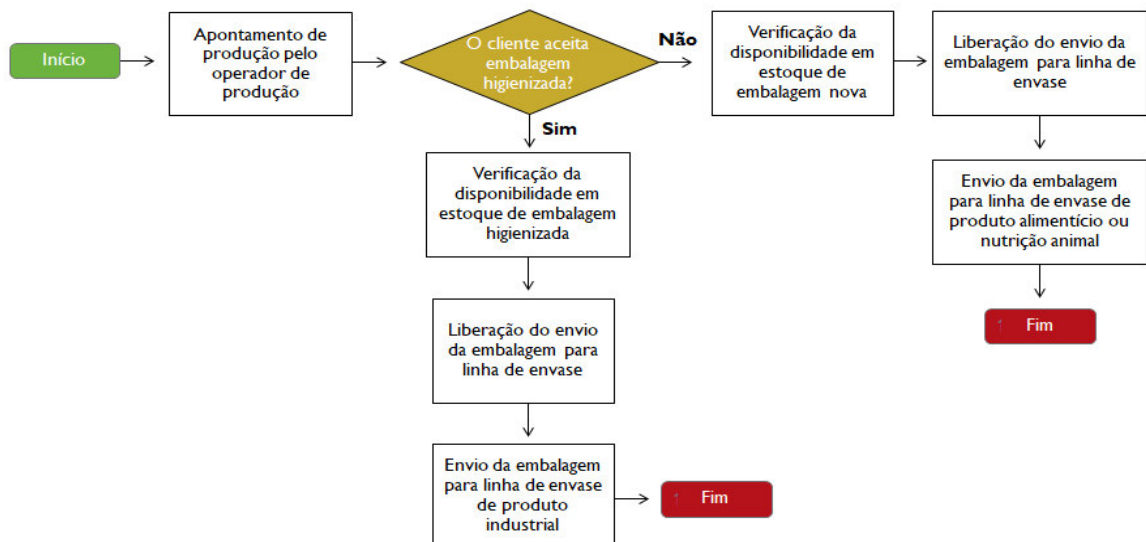 Início
Apontamento de
produção pelo
operador de
produção
O cliente aceita
embalagem
higienizada?
Não
Verificação da
disponibilidade em
estoque de
embalagem nova
Liberação do envio da
embalagem para linha de
envase
Envio da embalagem
para linha de envase de
produto alimentício ou
nutrição animal
Fim
Sim
Verificação da
disponibilidade em
estoque de embalagem
higienizada
Liberação do envio
da embalagem para
linha de envase
Envio da embalagem
para linha de envase
de produto
industrial
Fim